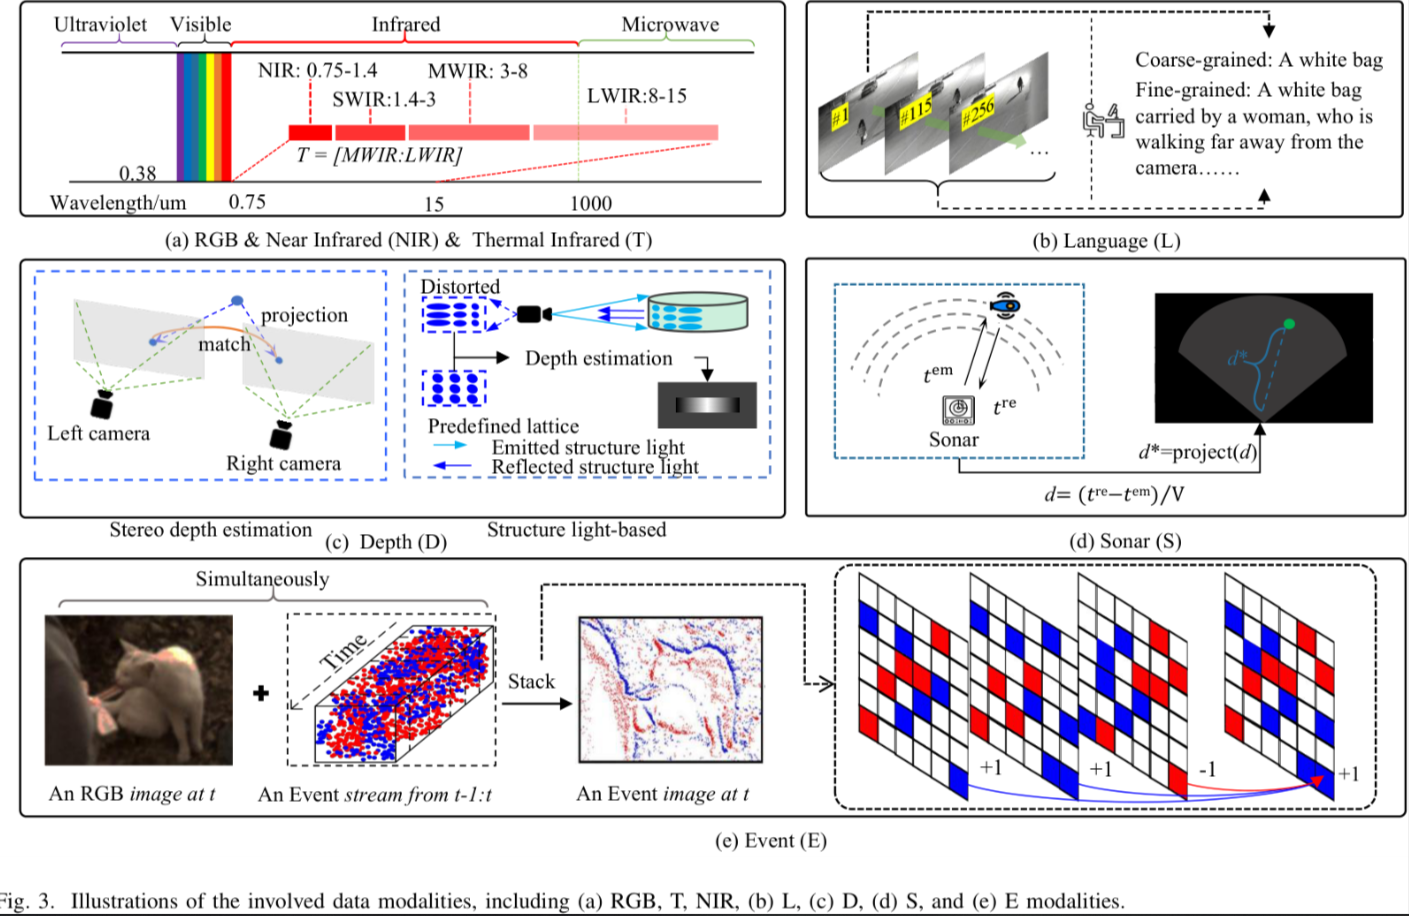 Ultraviolet Visible Infrared Microwave
NIR: 0.75-1.4 MWIR: 3-8
SWIR:1.4-3 LWIR:8-15
T = [MWIR:LWIR]
0.38
Wavelength/um 0.75 15 1000
(a) RGB & Near Infrared (NIR) & Thermal Infrared (T)
#1 #115 #256
...
Coarse-grained: A white bag
Fine-grained: A white bag
carried by a woman, who is
walking far away from the
camera......
(b) Language (L)
projection
match
Left camera
Right camera
Distorted
Depth estimation
Predefined lattice
Emitted structure light
Reflected structure light
Stereo depth estimation
Structure light-based
(c) Depth (D)
t^em
t^re
Sonar
d*
d*=project(d)
d= (t^re−t^em)/V
(d) Sonar (S)
Simultaneously
Time
+
Stack
+1 +1 -1 +1
An RGB image at t
An Event stream from t-1:t
An Event image at t
(e) Event (E)
Fig. 3. Illustrations of the involved data modalities, including (a) RGB, T, NIR, (b) L, (c) D, (d) S, and (e) E modalities.